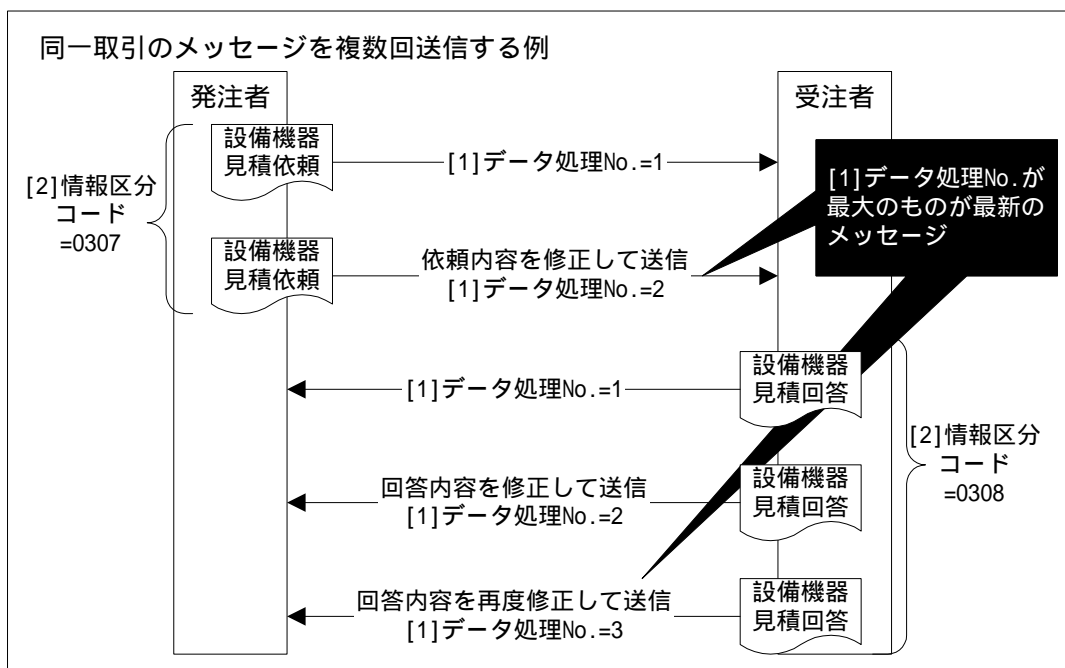 同一取引のメッセージを複数回送信する例
発注者
受注者
設備機器
見積依頼
[1]データ処理No.=1
[2]情報区分
コード
=0307
[1]データ処理No.が
最大のものが最新の
メッセージ
設備機器
見積依頼
依頼内容を修正して送信
[1]データ処理No.=2
設備機器
見積回答
[1]データ処理No.=1
[2]情報区分
コード
=0308
設備機器
見積回答
回答内容を修正して送信
[1]データ処理No.=2
設備機器
見積回答
回答内容を再度修正して送信
[1]データ処理No.=3